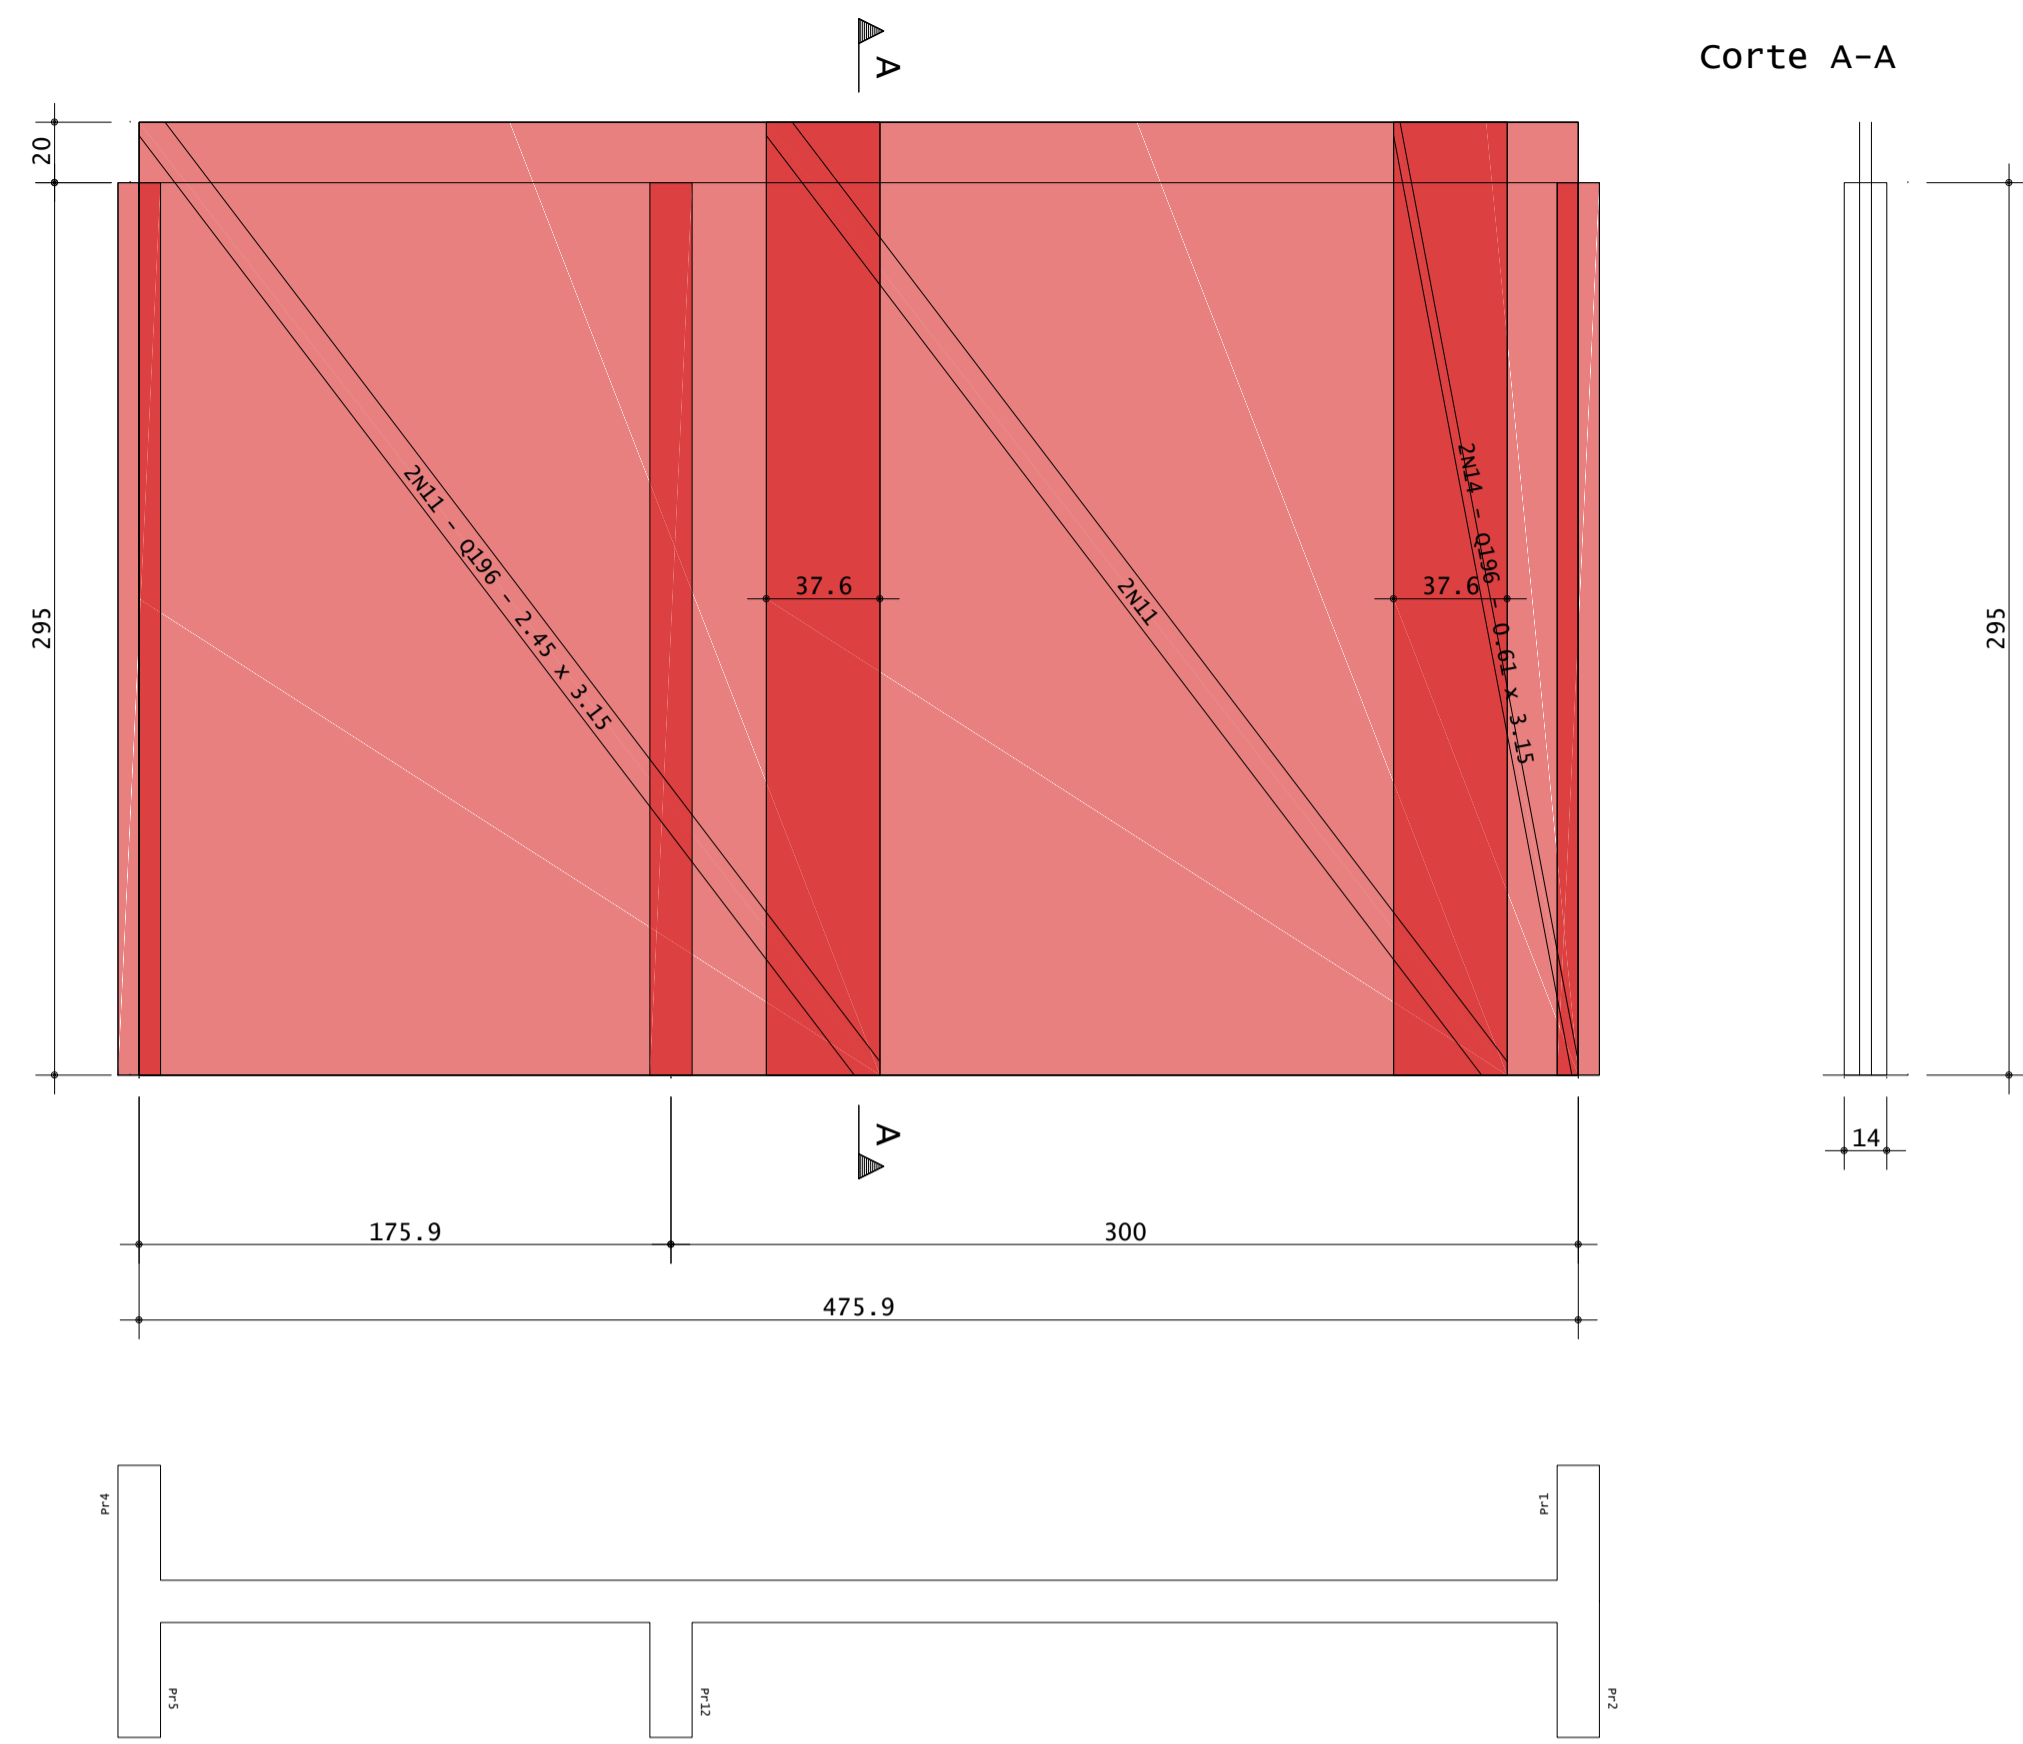 Corte A-A
A
20
295
2N11 - Q196 - 2.45 x 3.15
37.6
2N11
37.6
2N14 - Q196 - 0.61 x 3.15
295
A
14
175.9
300
475.9
Pr4
Pr1
Pr5
Pr12
Pr2